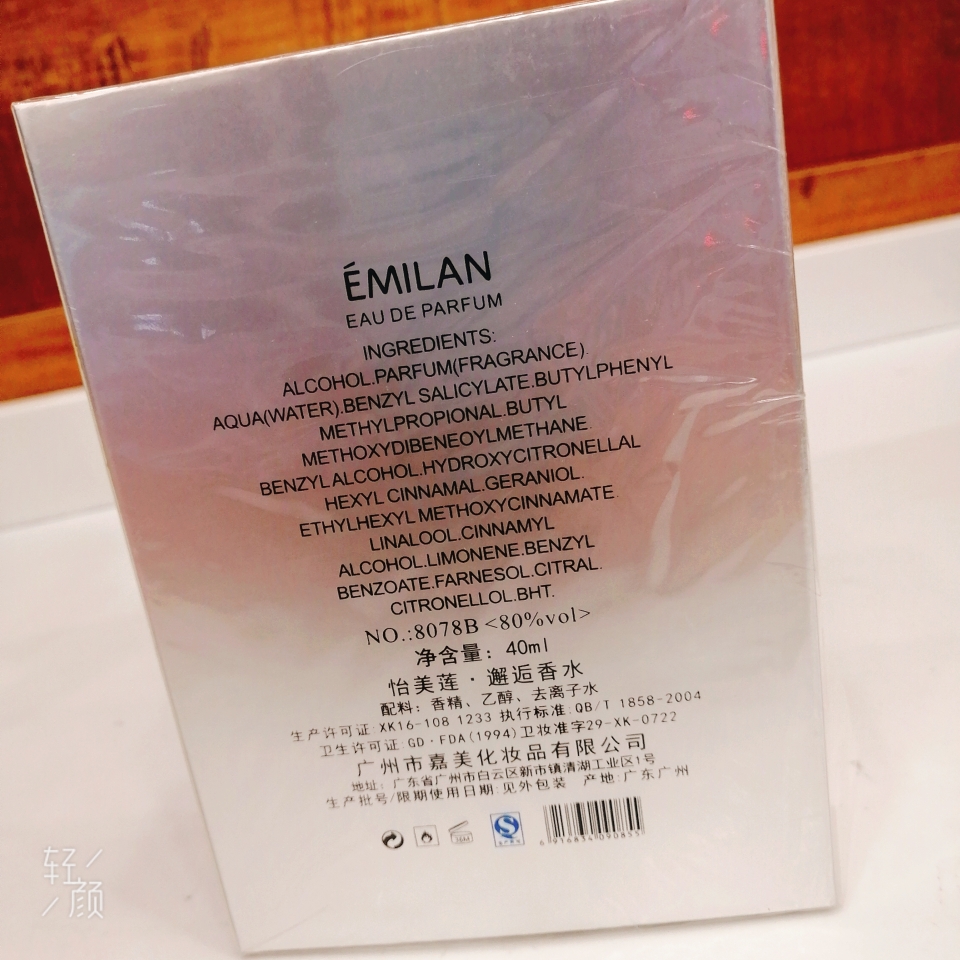 ÉMILAN
EAU DE PARFUM
INGREDIENTS:
ALCOHOL.PARFUM(FRAGRANCE).
AQUA(WATER).BENZYL SALICYLATE.BUTYLPHENYL
METHYLPROPIONAL.BUTYL
METHOXYDIBENEOYLMETHANE.
BENZYL ALCOHOL.HYDROXYCITRONELLAL
HEXYL CINNAMAL.GERANIOL.
ETHYLHEXYL METHOXYCINNAMATE.
LINALOOL.CINNAMYL
ALCOHOL.LIMONENE.BENZYL
BENZOATE.FARNESOL.CITRAL.
CITRONELLOL.BHT.
NO.:8078B <80%vol>
净含量：40ml
怡美莲·邂逅香水
配料：香精、乙醇、去离子水
生产许可证:XK16-108 1233 执行标准:QB/T 1858-2004
卫生许可证:GD·FDA(1994)卫妆准字29-XK-0722
广州市嘉美化妆品有限公司
地址：广东省广州市白云区新市镇清湖工业区1号
生产批号/限期使用日期:见外包装 产地:广东广州
36M
6 916834 090855
轻颜